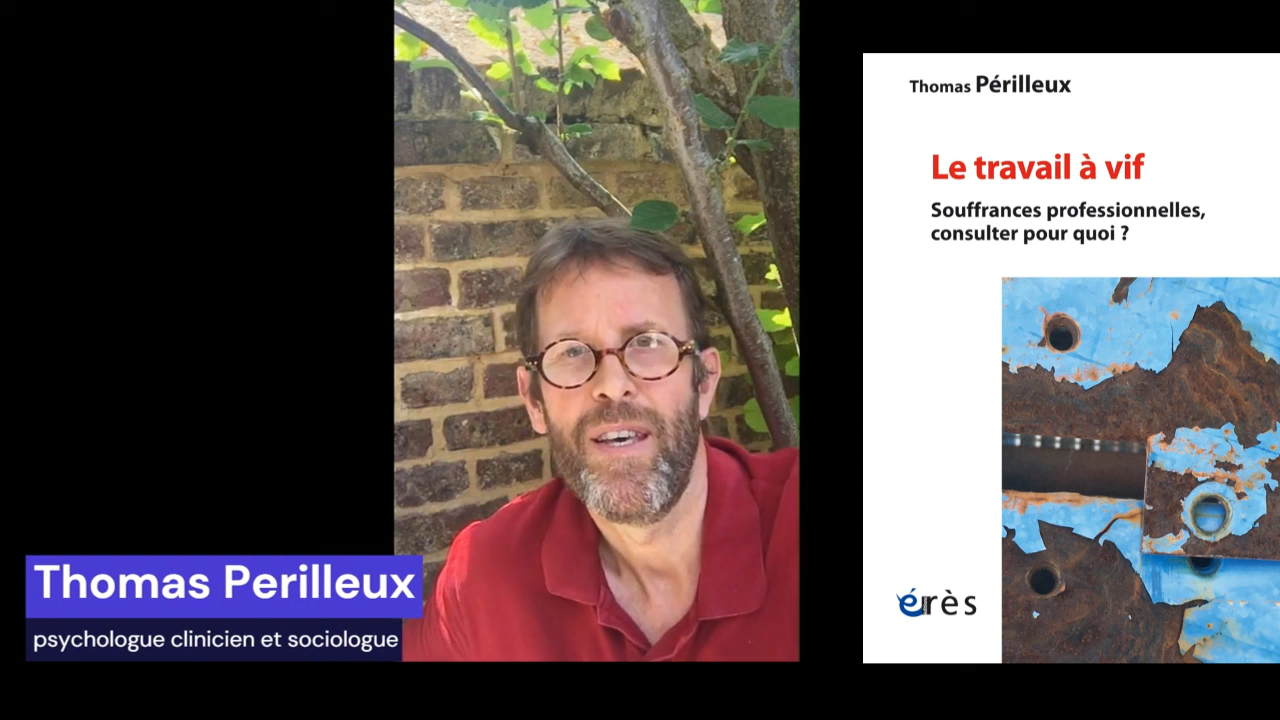 Thomas Périlleux
Le travail à vif
Souffrances professionnelles,
consulter pour quoi ?
érès
Thomas Perilleux
psychologue clinicien et sociologue